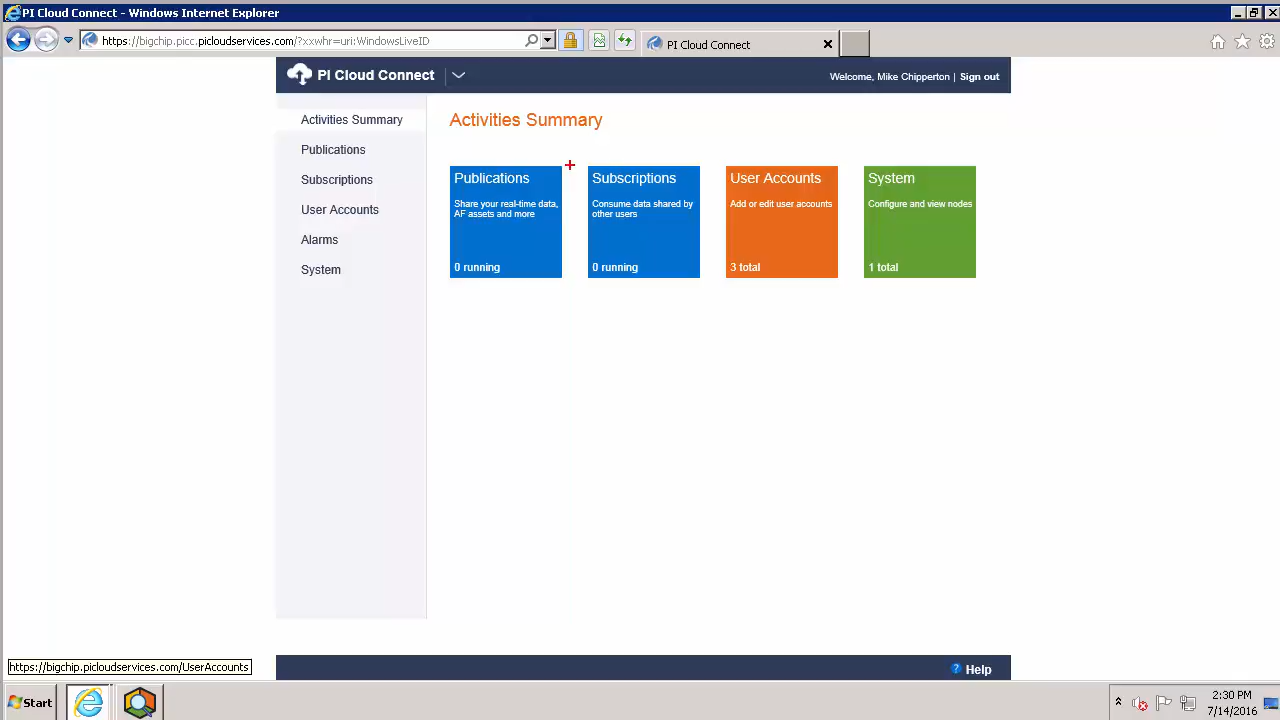 PI Cloud Connect - Windows Internet Explorer
https://bigchip.picc.picloudservices.com/?xxwhr=uri:WindowsLiveID
PI Cloud Connect
PI Cloud Connect
Welcome, Mike Chipperton | Sign out
Activities Summary
Publications
Subscriptions
User Accounts
Alarms
System
Activities Summary
Publications
Share your real-time data,
AF assets and more
0 running
Subscriptions
Consume data shared by
other users
0 running
User Accounts
Add or edit user accounts
3 total
System
Configure and view nodes
1 total
https://bigchip.picloudservices.com/UserAccounts
? Help
Start
2:30 PM
7/14/2016